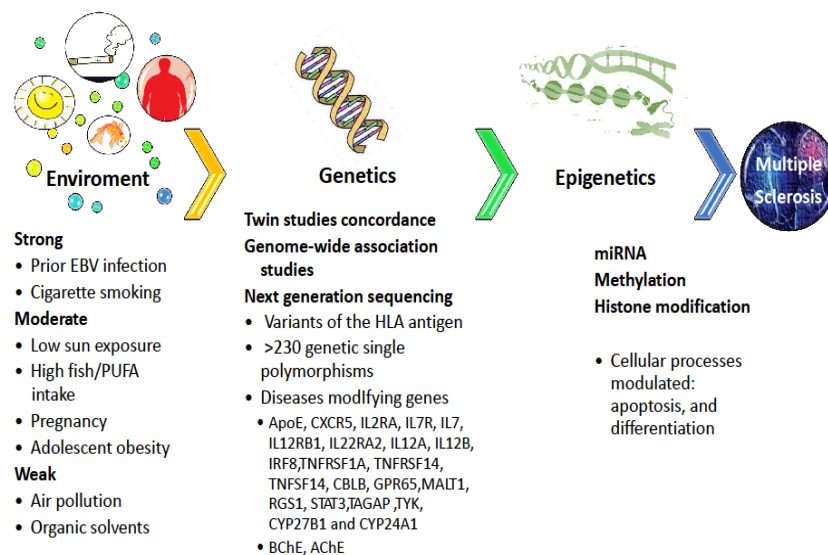 Enviroment
Strong
• Prior EBV infection
• Cigarette smoking
Moderate
• Low sun exposure
• High fish/PUFA
intake
• Pregnancy
• Adolescent obesity
Weak
• Air pollution
• Organic solvents
Genetics
Twin studies concordance
Genome-wide association
studies
Next generation sequencing
• Variants of the HLA antigen
• >230 genetic single
polymorphisms
• Diseases modIfying genes
• ApoE, CXCR5, IL2RA, IL7R, IL7,
IL12RB1, IL22RA2, IL12A, IL12B,
IRF8,TNFRSF1A, TNFRSF14,
TNFSF14, CBLB, GPR65,MALT1,
RGS1, STAT3,TAGAP ,TYK,
CYP27B1 and CYP24A1
• BChE, AChE
Epigenetics
miRNA
Methylation
Histone modification
• Cellular processes
modulated:
apoptosis, and
differentiation
Multiple
Sclerosis